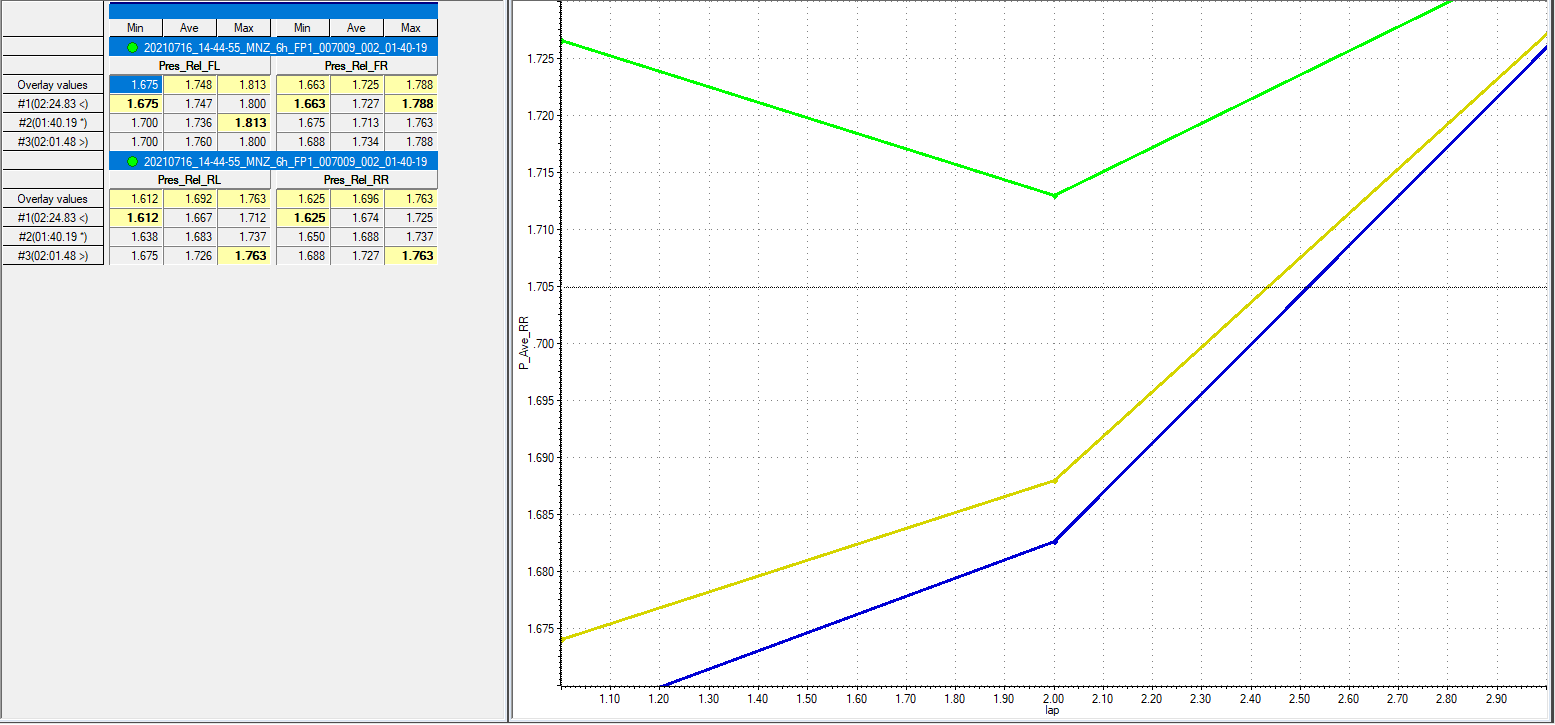 Min Ave Max Min Ave Max
20210716_14-44-55_MNZ_6h_FP1_007009_002_01-40-19
Pres_Rel_FL Pres_Rel_FR
Overlay values 1.675 1.748 1.813 1.663 1.725 1.788
#1(02:24.83 <) 1.675 1.747 1.800 1.663 1.727 1.788
#2(01:40.19 *) 1.700 1.736 1.813 1.675 1.713 1.763
#3(02:01.48 >) 1.700 1.760 1.800 1.688 1.734 1.788
20210716_14-44-55_MNZ_6h_FP1_007009_002_01-40-19
Pres_Rel_RL Pres_Rel_RR
Overlay values 1.612 1.692 1.763 1.625 1.696 1.763
#1(02:24.83 <) 1.612 1.667 1.712 1.625 1.674 1.725
#2(01:40.19 *) 1.638 1.683 1.737 1.650 1.688 1.737
#3(02:01.48 >) 1.675 1.726 1.763 1.688 1.727 1.763
1.725
1.720
1.715
1.710
1.705
.700
1.695
1.690
1.685
1.680
1.675
P_Ave_RR
1.10 1.20 1.30 1.40 1.50 1.60 1.70 1.80 1.90 2.00 2.10 2.20 2.30 2.40 2.50 2.60 2.70 2.80 2.90
lap